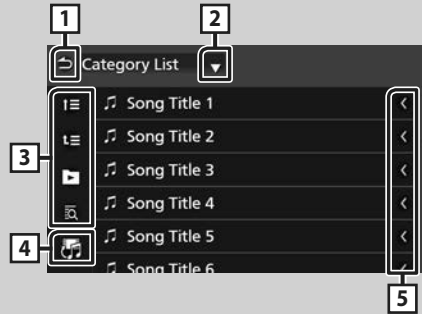 1 2
Category List
Song Title 1
Song Title 2
Song Title 3
3
Song Title 4
4
Song Title 5
Song Title 6
5